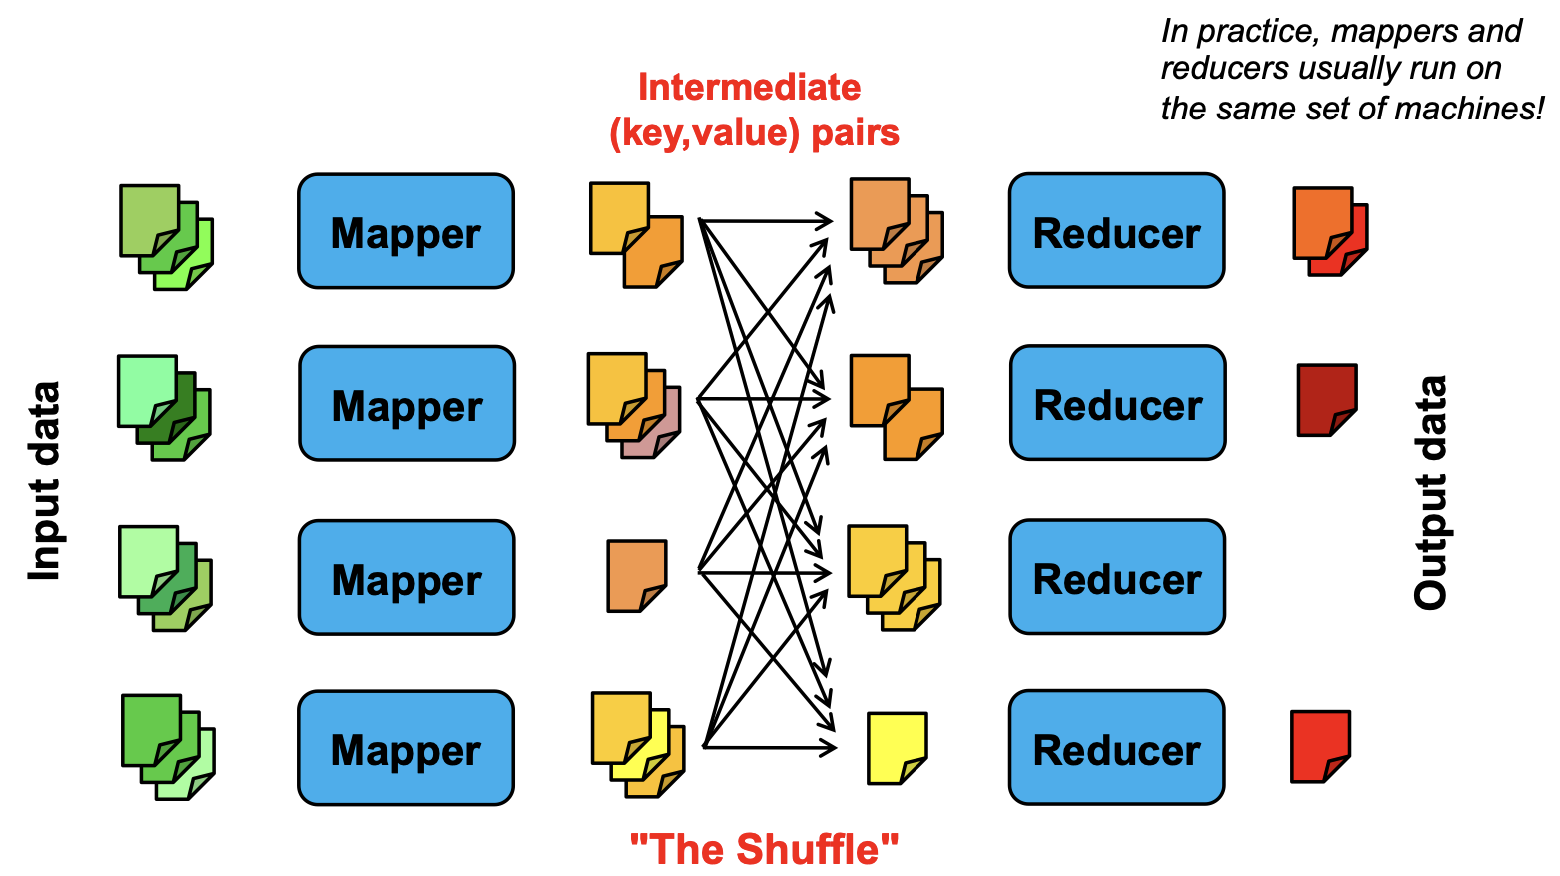 In practice, mappers and
reducers usually run on
the same set of machines!
Intermediate
(key,value) pairs
Input data
Mapper
Reducer
Mapper
Reducer
Mapper
Reducer
Mapper
Reducer
Output data
"The Shuffle"